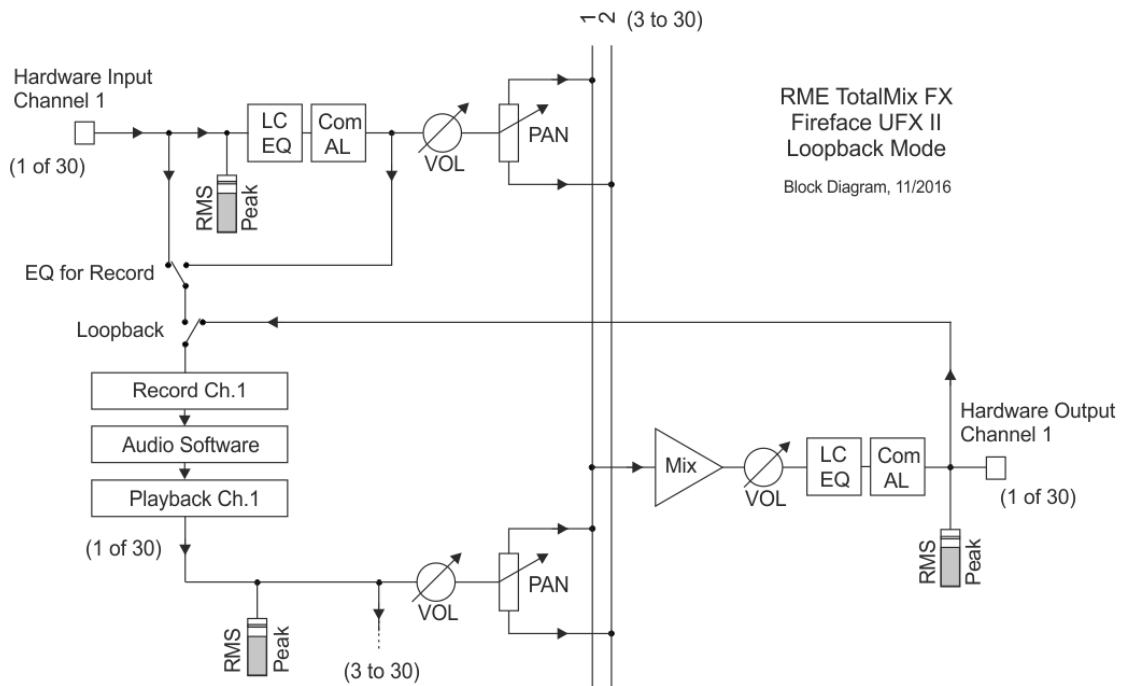 1
2
(3 to 30)
Hardware Input
Channel 1
(1 of 30)
LC
EQ
Com
AL
VOL
PAN
RMS
Peak
RME TotalMix FX
Fireface UFX II
Loopback Mode
Block Diagram, 11/2016
EQ for Record
Loopback
Record Ch.1
Audio Software
Playback Ch.1
(1 of 30)
Mix
VOL
LC
EQ
Com
AL
Hardware Output
Channel 1
(1 of 30)
RMS
Peak
VOL
PAN
RMS
Peak
(3 to 30)